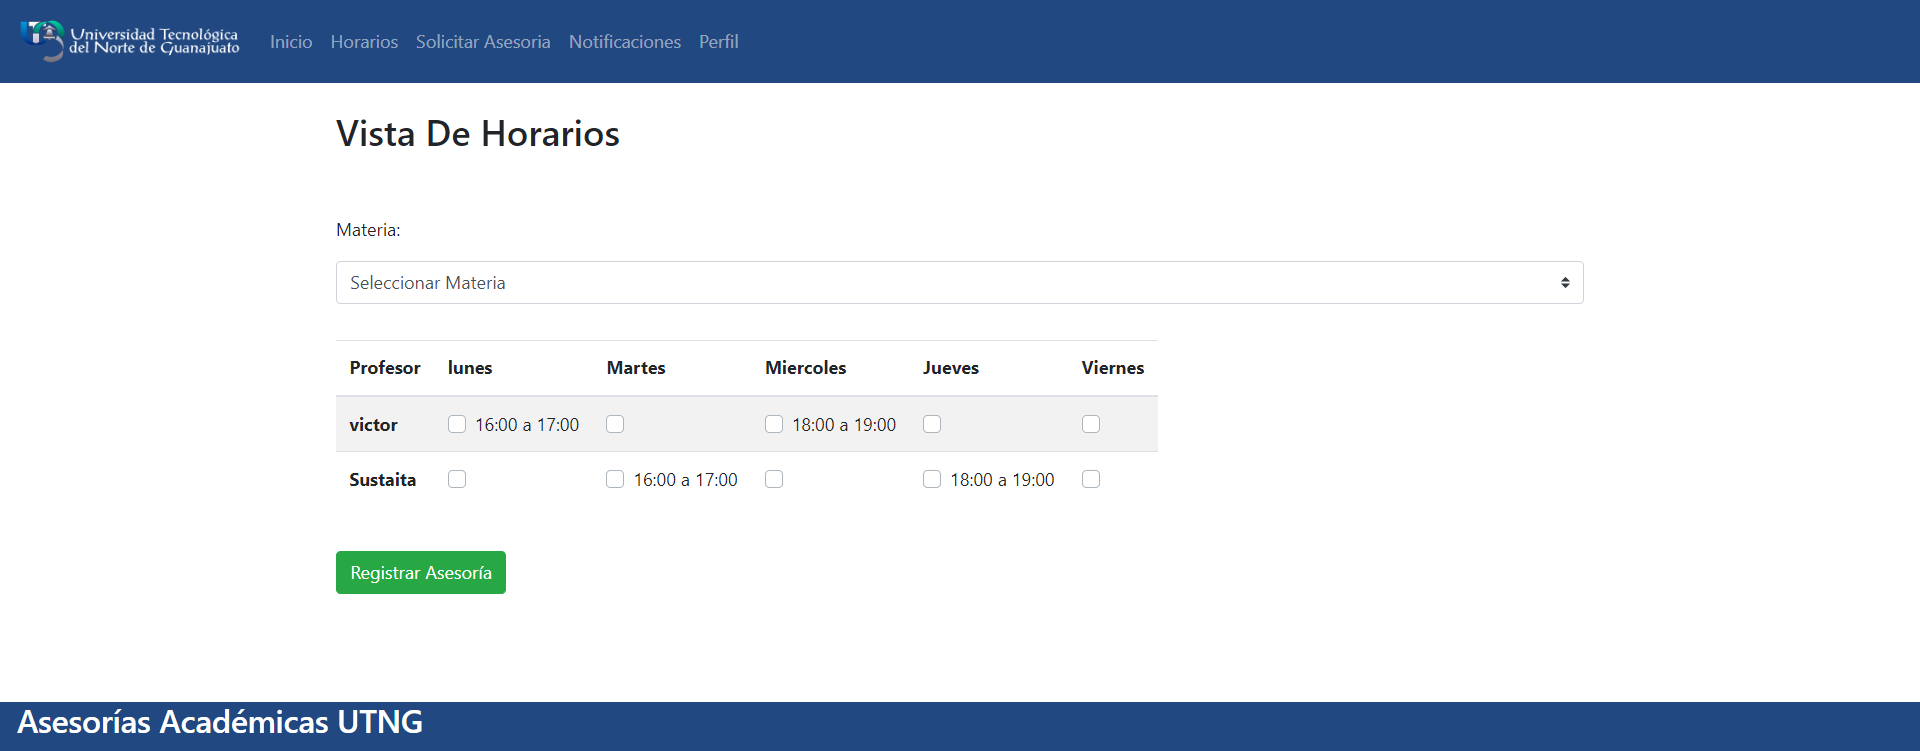 Universidad Tecnológica
del Norte de Guanajuato
Inicio Horarios Solicitar Asesoria Notificaciones Perfil
Vista De Horarios
Materia:
Seleccionar Materia
Profesor lunes Martes Miercoles Jueves Viernes
victor 16:00 a 17:00 18:00 a 19:00
Sustaita 16:00 a 17:00 18:00 a 19:00
Registrar Asesoría
Asesorías Académicas UTNG